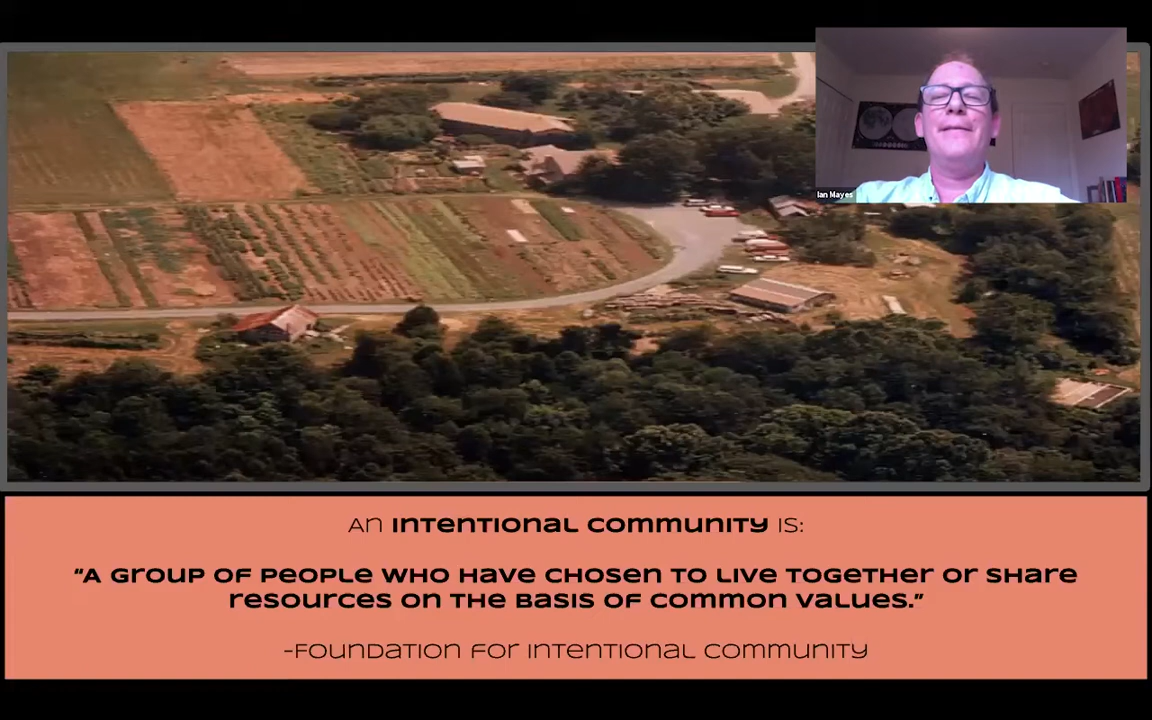 Ian Mayes
An Intentional Community is:
“A group of people who have chosen to live together or share
resources on the basis of common values.”
-Foundation for Intentional Community